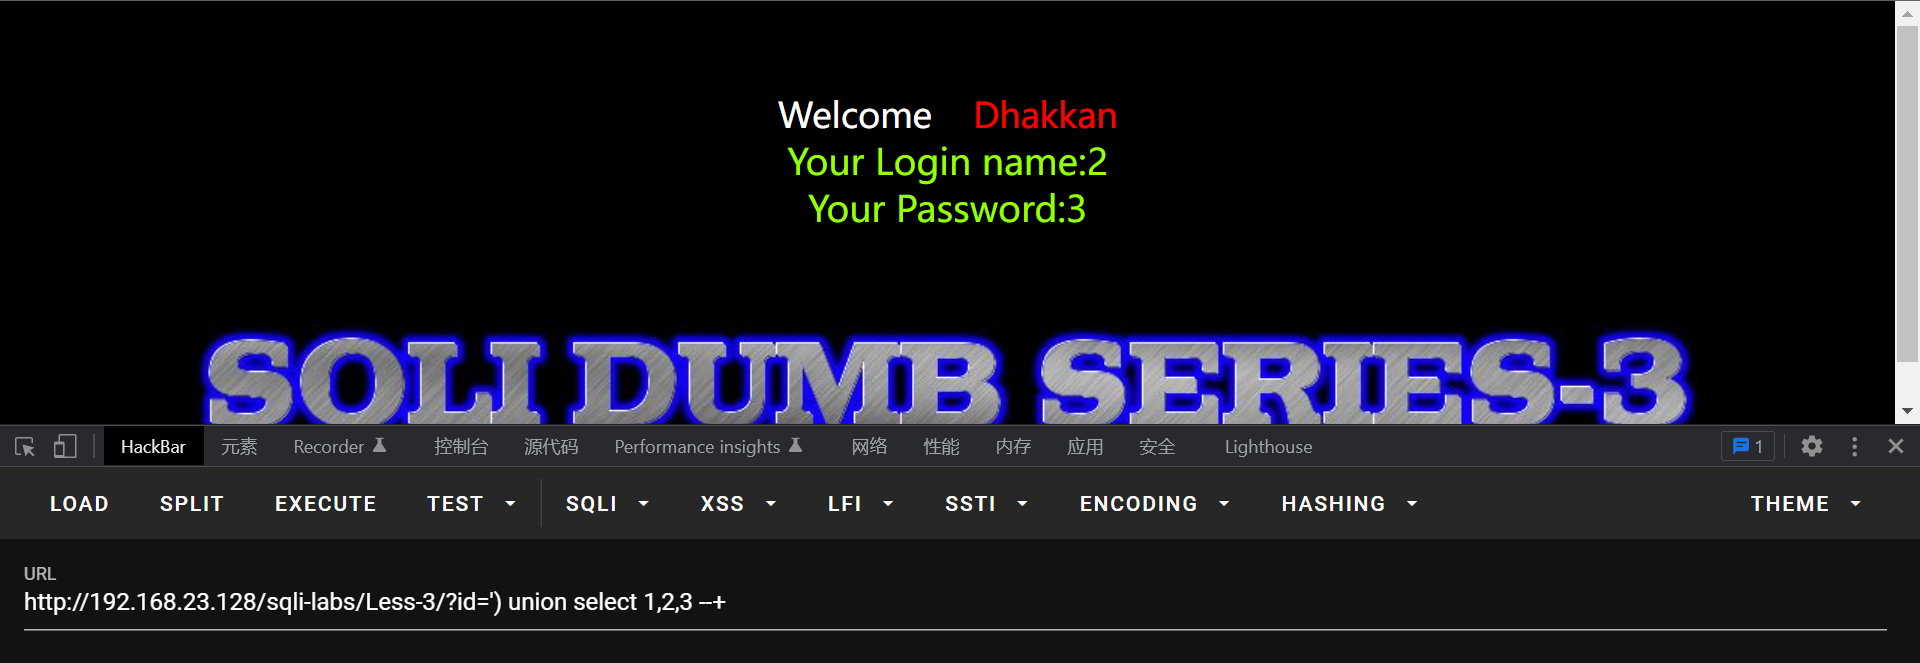 Welcome Dhakkan
Your Login name:2
Your Password:3
SQLI DUMB SERIES-3
HackBar 元素 Recorder 控制台 源代码 Performance insights 网络 性能 内存 应用 安全 Lighthouse 1
LOAD SPLIT EXECUTE TEST SQLI XSS LFI SSTI ENCODING HASHING THEME
URL
http://192.168.23.128/sqli-labs/Less-3/?id=') union select 1,2,3 --+